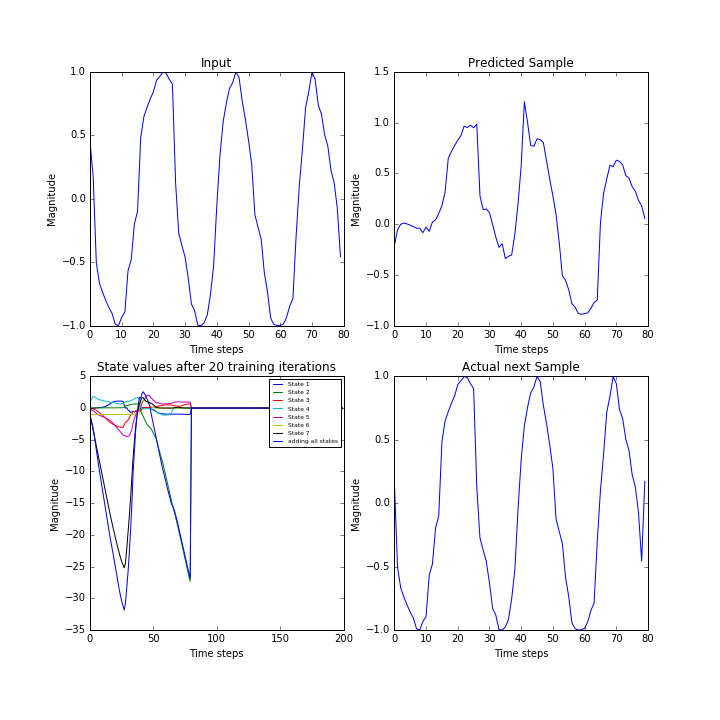 Input
Magnitude
1.0
0.5
0.0
−0.5
−1.0
0 10 20 30 40 50 60 70 80
Time steps
Predicted Sample
Magnitude
1.5
1.0
0.5
0.0
−0.5
−1.0
0 10 20 30 40 50 60 70 80
Time steps
State values after 20 training iterations
Magnitude
5
0
−5
−10
−15
−20
−25
−30
−35
0 50 100 150 200
Time steps
State 1
State 2
State 3
State 4
State 5
State 6
State 7
adding all states
Actual next Sample
Magnitude
1.0
0.5
0.0
−0.5
−1.0
0 10 20 30 40 50 60 70 80
Time steps